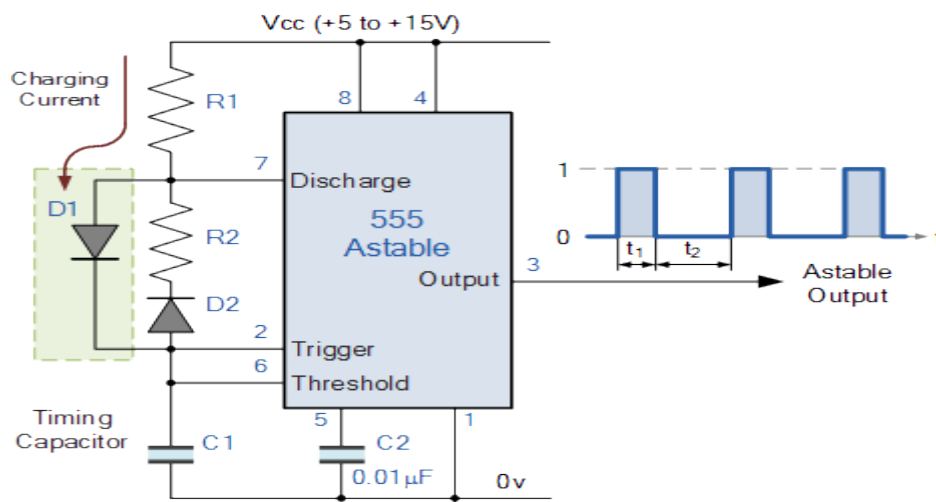 Vcc (+5 to +15V)
Charging
Current
R1
8
4
7
D1
Discharge
R2
555
Astable
D2
Output
3
2
Trigger
6
Threshold
Timing
Capacitor
C1
5
C2
0.01µF
1
0v
1
0
t₁
t₂
Astable
Output